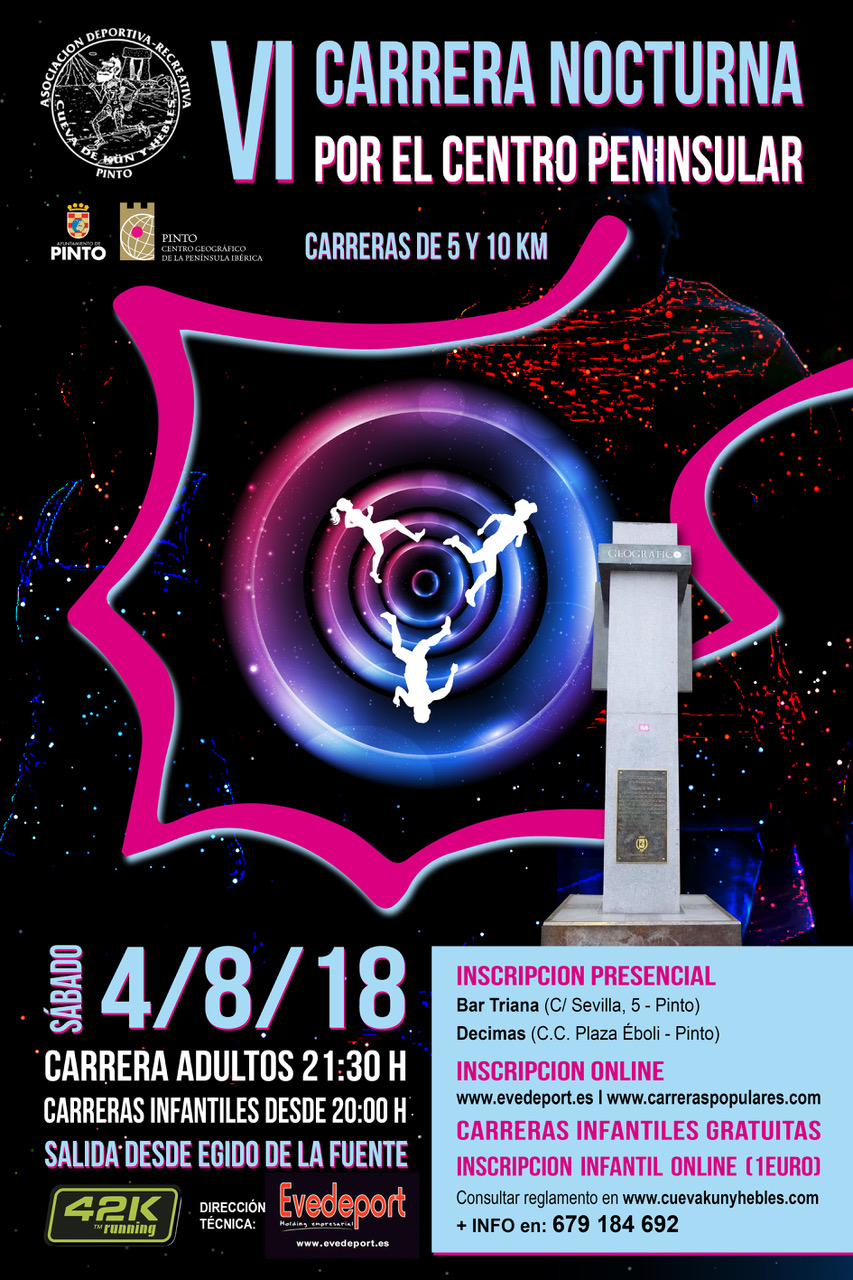 ASOCIACION DEPORTIVA-RECREATIVA
CUEVA DE KUN Y HEBLES
PINTO
VI
CARRERA NOCTURNA
POR EL CENTRO PENINSULAR
AYUNTAMIENTO DE
PINTO
PINTO
CENTRO GEOGRÁFICO
DE LA PENÍNSULA IBÉRICA
CARRERAS DE 5 Y 10 KM
GEOGRÁFICO
SÁBADO
4/8/18
CARRERA ADULTOS 21:30 H
CARRERAS INFANTILES DESDE 20:00 H
SALIDA DESDE EGIDO DE LA FUENTE
42K
TM running
DIRECCIÓN
TÉCNICA:
Evedeport
Holding empresarial
www.evedeport.es
INSCRIPCION PRESENCIAL
Bar Triana (C/ Sevilla, 5 - Pinto)
Decimas (C.C. Plaza Éboli - Pinto)
INSCRIPCION ONLINE
www.evedeport.es I www.carreraspopulares.com
CARRERAS INFANTILES GRATUITAS
INSCRIPCION INFANTIL ONLINE (1EURO)
Consultar reglamento en www.cuevakunyhebles.com
+ INFO en: 679 184 692